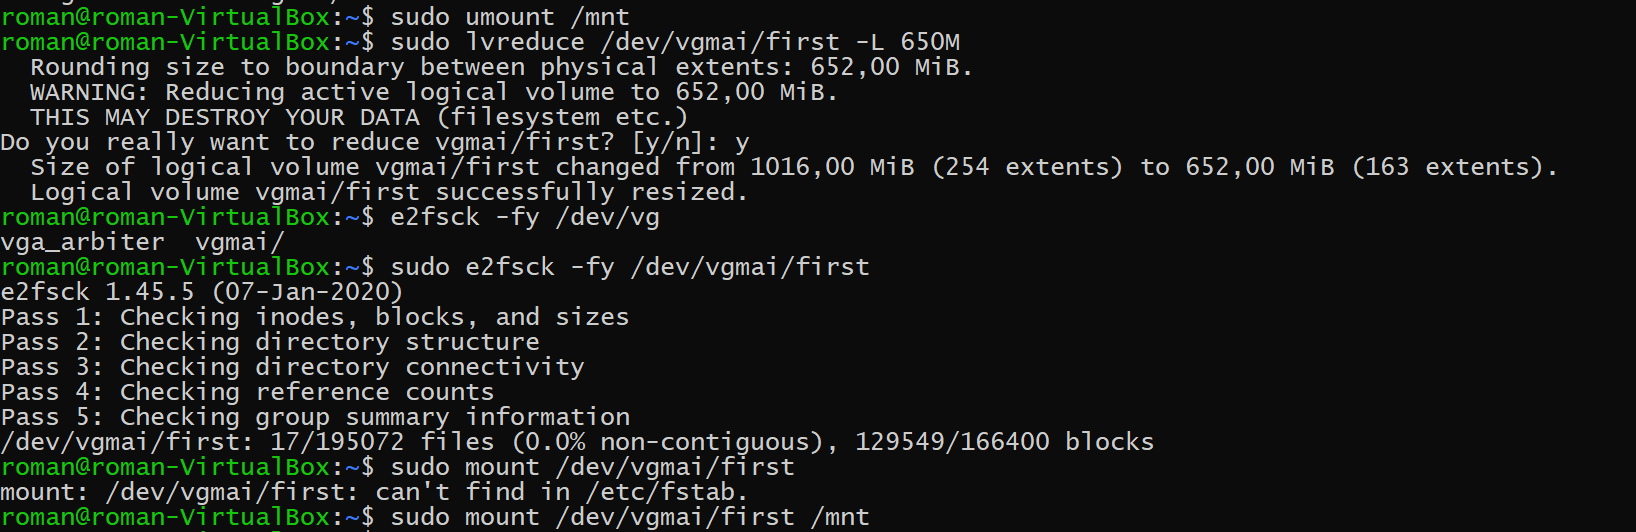 roman@roman-VirtualBox:~$ sudo umount /mnt
roman@roman-VirtualBox:~$ sudo lvreduce /dev/vgmai/first -L 650M
  Rounding size to boundary between physical extents: 652,00 MiB.
  WARNING: Reducing active logical volume to 652,00 MiB.
  THIS MAY DESTROY YOUR DATA (filesystem etc.)
Do you really want to reduce vgmai/first? [y/n]: y
  Size of logical volume vgmai/first changed from 1016,00 MiB (254 extents) to 652,00 MiB (163 extents).
  Logical volume vgmai/first successfully resized.
roman@roman-VirtualBox:~$ e2fsck -fy /dev/vg
vga_arbiter  vgmai/
roman@roman-VirtualBox:~$ sudo e2fsck -fy /dev/vgmai/first
e2fsck 1.45.5 (07-Jan-2020)
Pass 1: Checking inodes, blocks, and sizes
Pass 2: Checking directory structure
Pass 3: Checking directory connectivity
Pass 4: Checking reference counts
Pass 5: Checking group summary information
/dev/vgmai/first: 17/195072 files (0.0% non-contiguous), 129549/166400 blocks
roman@roman-VirtualBox:~$ sudo mount /dev/vgmai/first
mount: /dev/vgmai/first: can't find in /etc/fstab.
roman@roman-VirtualBox:~$ sudo mount /dev/vgmai/first /mnt